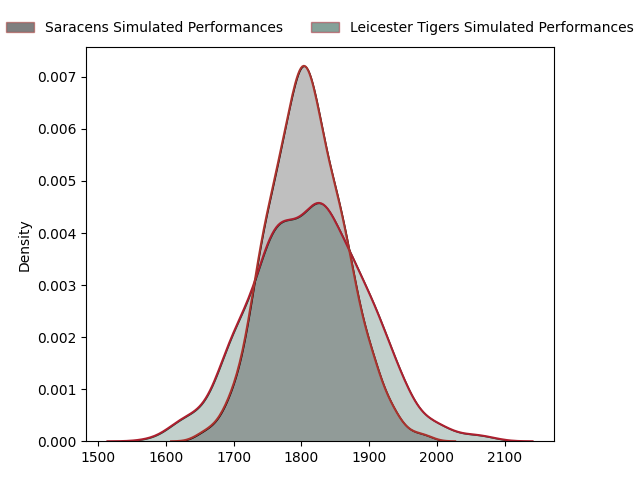 Saracens Simulated Performances
Leicester Tigers Simulated Performances
0.007
0.006
0.005
0.004
0.003
0.002
0.001
0.000
Density
1500 1600 1700 1800 1900 2000 2100